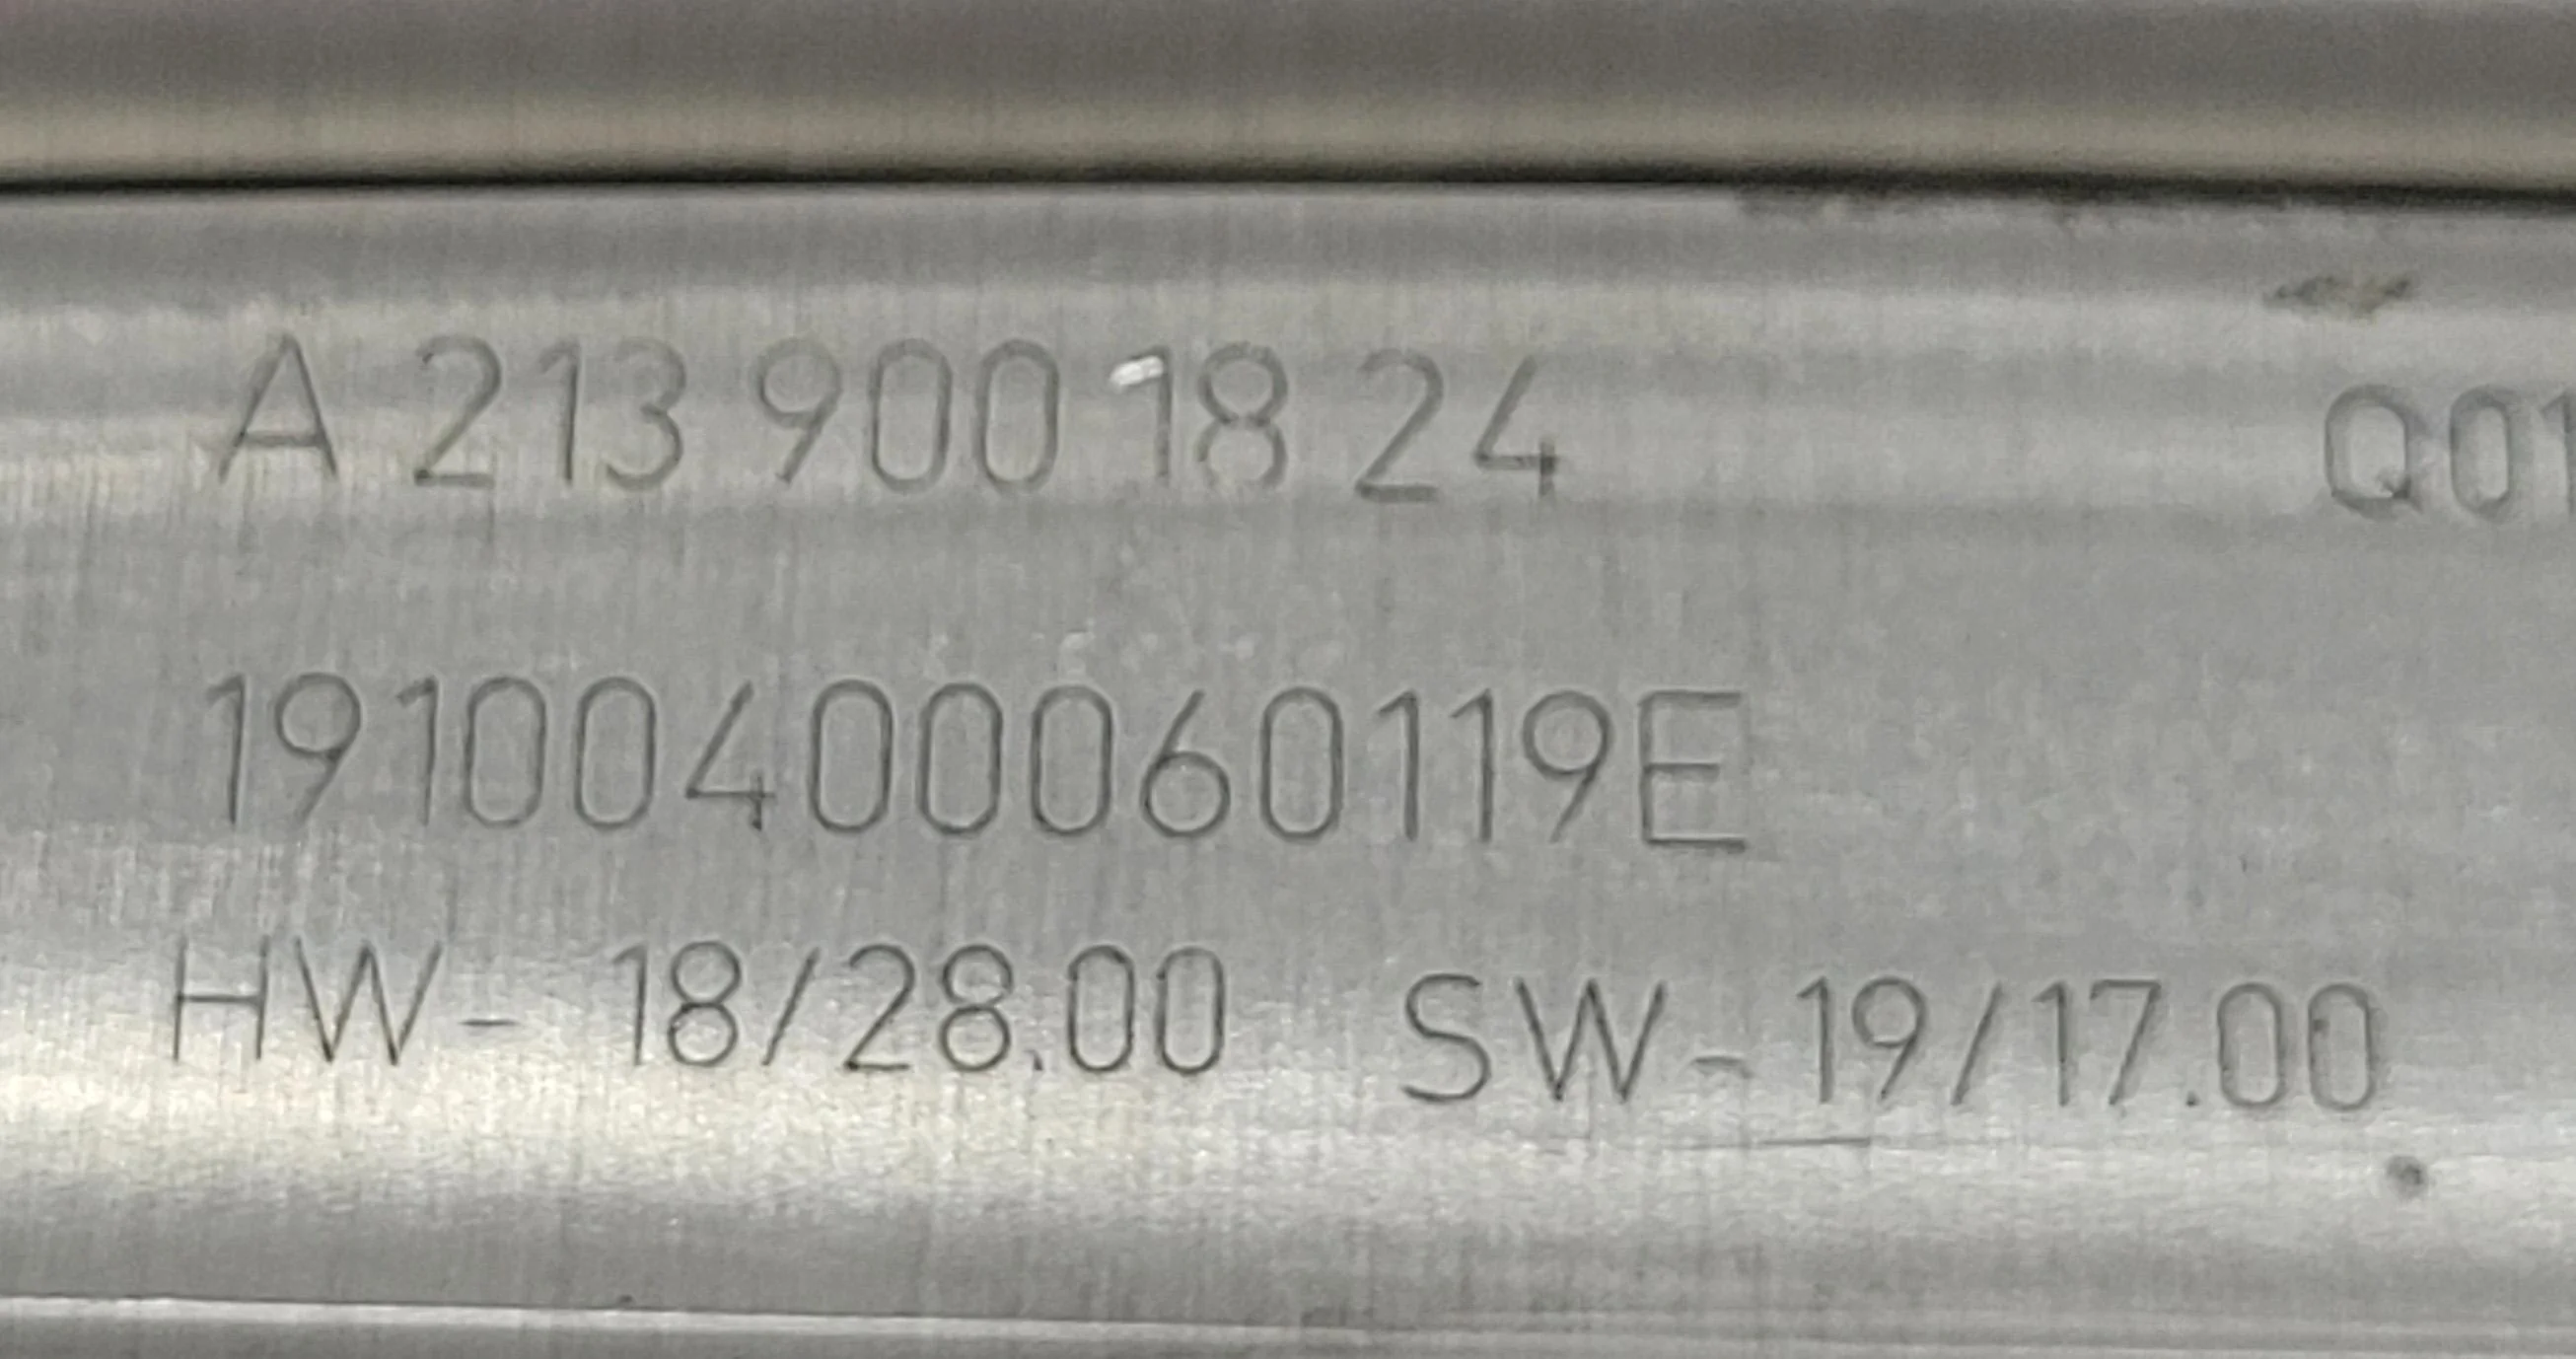 A 213 900 18 24 Q01
19100400060119E
HW- 18/28.00 SW-19/17.00